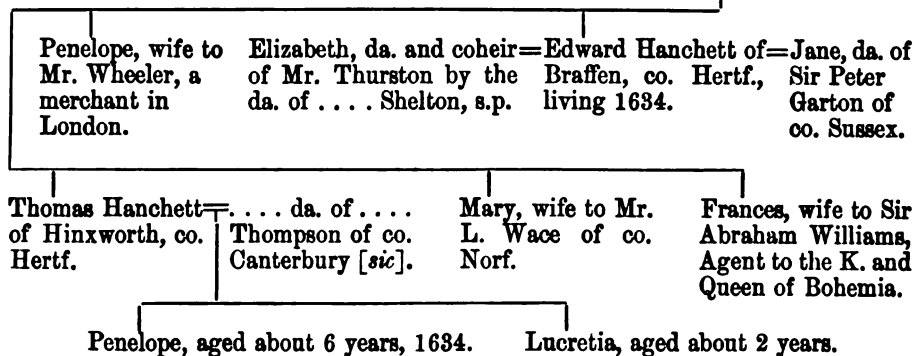 Penelope, wife to
Mr. Wheeler, a
merchant in
London.
Elizabeth, da. and coheir=Edward Hanchett of=Jane, da. of
of Mr. Thurston by the
da. of .... Shelton, s.p.
Braffen, co. Hertf.,
living 1634.
Sir Peter
Garton of
co. Sussex.
Thomas Hanchett=.... da. of ....
of Hinxworth, co.
Hertf.
Thompson of co.
Canterbury [sic].
Mary, wife to Mr.
L. Wace of co.
Norf.
Frances, wife to Sir
Abraham Williams,
Agent to the K. and
Queen of Bohemia.
Penelope, aged about 6 years, 1634.
Lucretia, aged about 2 years.